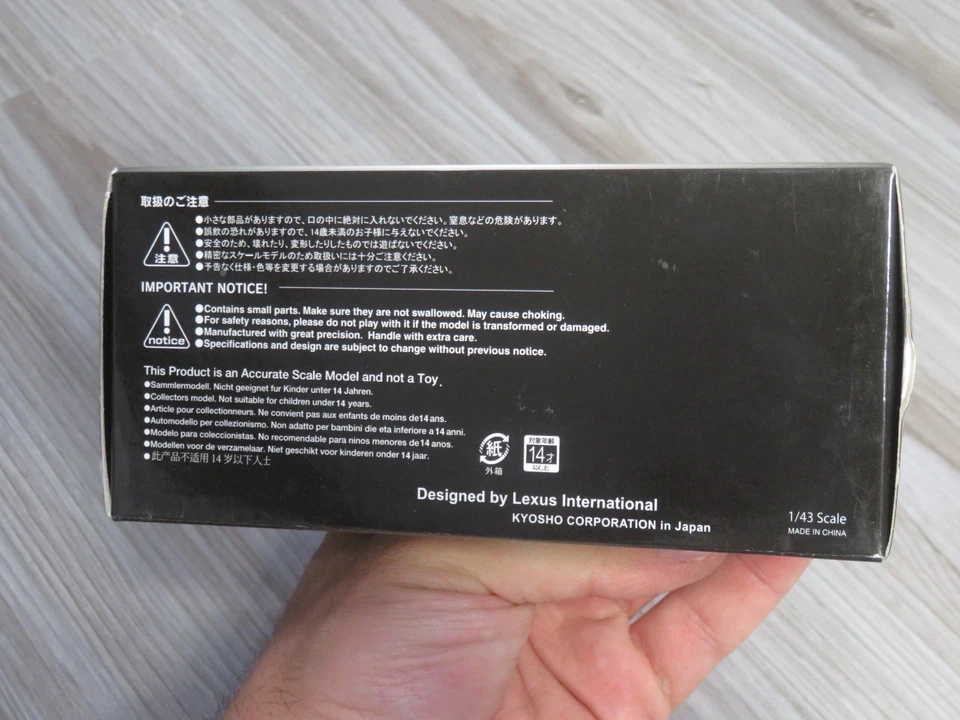 取扱のご注意
●小さな部品がありますので、口の中に絶対に入れないでください。窒息などの危険があります。
●誤飲の恐れがありますので、14歳未満のお子様に与えないでください。
●安全のため、壊れたり、変形したりしたものでは遊ばないでください。
●精密なスケールモデルのため取扱いには十分ご注意ください。
●予告なく仕様・色等を変更する場合がありますのでご了承ください。
注意
IMPORTANT NOTICE!
●Contains small parts. Make sure they are not swallowed. May cause choking.
●For safety reasons, please do not play with it if the model is transformed or damaged.
●Manufactured with great precision. Handle with extra care.
●Specifications and design are subject to change without previous notice.
notice
This Product is an Accurate Scale Model and not a Toy.
●Sammlermodell. Nicht geeignet fur Kinder unter 14 Jahren.
●Collectors model. Not suitable for children under 14 years.
●Article pour collectionneurs. Ne convient pas aux enfants de moins de 14 ans.
●Automodello per collezionismo. Non adatto per bambini die eta inferiore a 14 anni.
●Modelo para coleccionistas. No recomendable para ninos menores de 14 anos.
●Modellen voor de verzamelaar. Niet geschikt voor kinderen onder 14 jaar.
●此产品不适用 14 岁以下人士
紙
外箱
対象年齢
14才
以上
Designed by Lexus International
KYOSHO CORPORATION in Japan
1/43 Scale
MADE IN CHINA